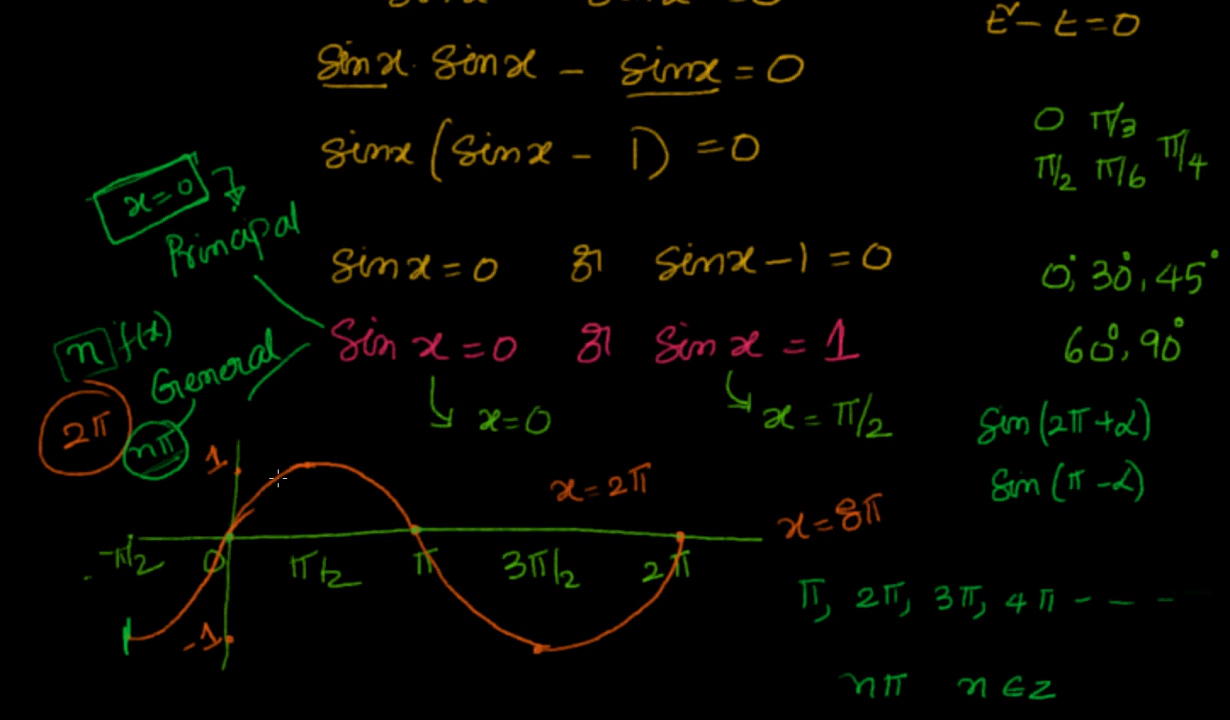 t² - t = 0
Sinx · Sinx - Sinx = 0
0 π/3
π/4
Sinx (Sinx - 1) = 0
π/2 π/6
x=0
Principal
Sinx = 0 or Sinx - 1 = 0
0°, 30°, 45°
60°, 90°
n f(x)
Sin x = 0 or Sin x = 1
General
x=0
x = π/2
Sin (2π+α)
2π
nπ
1
x = 2π
Sin (π - α)
x = 8π
-π/2 0 π/2 π 3π/2 2π
π, 2π, 3π, 4π - - -
-1
nπ n∈Z